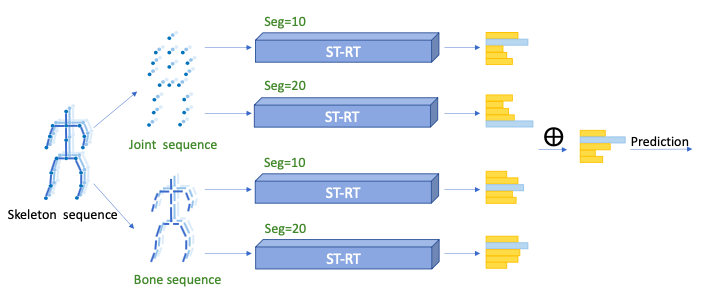 Seg=10
ST-RT
Seg=20
ST-RT
Joint sequence
Prediction
Seg=10
ST-RT
Skeleton sequence
Seg=20
ST-RT
Bone sequence